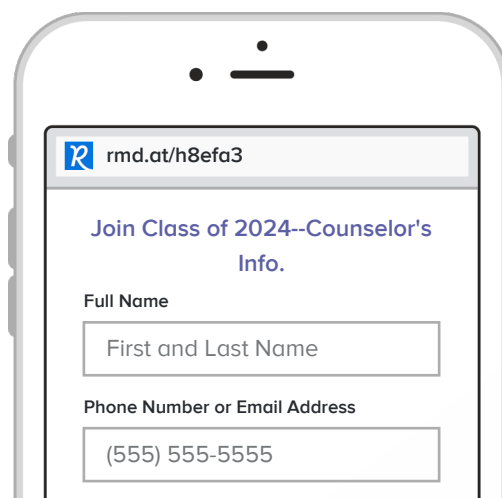 rmd.at/h8efa3
Join Class of 2024--Counselor's
Info.
Full Name
First and Last Name
Phone Number or Email Address
(555) 555-5555